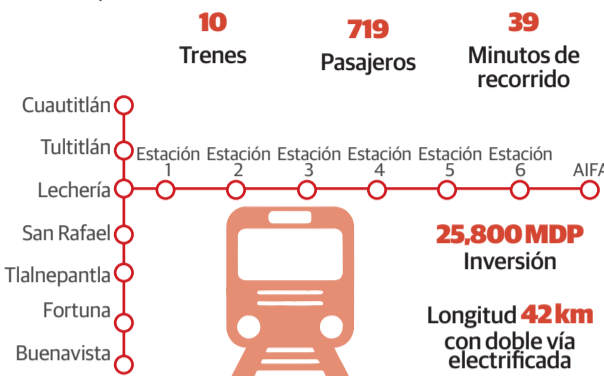 10
Trenes
719
Pasajeros
39
Minutos de
recorrido
Cuautitlán
Tultitlán
Lechería
San Rafael
Tlalnepantla
Fortuna
Buenavista
Estación
1
Estación
2
Estación
3
Estación
4
Estación
5
Estación
6
AIFA
25,800 MDP
Inversión
Longitud 42 km
con doble vía
electrificada